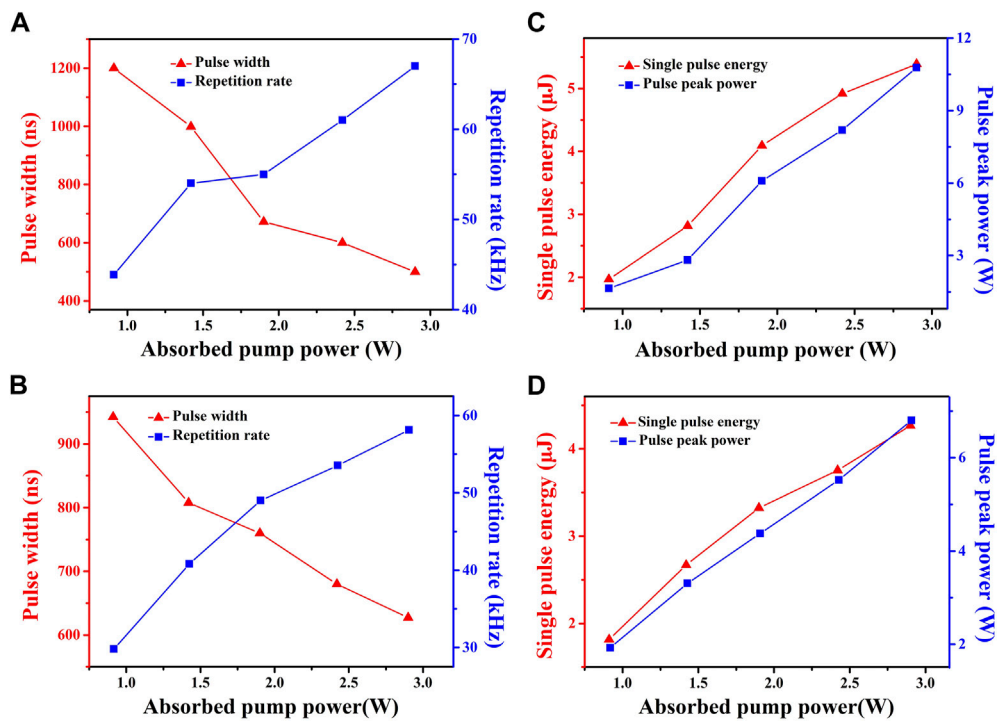 A
Pulse width (ns)
1200
1000
800
600
400
Pulse width
Repetition rate
70
60
50
40
Repetition rate (kHz)
1.0 1.5 2.0 2.5 3.0
Absorbed pump power (W)
C
Single pulse energy (μJ)
5
4
3
2
Single pulse energy
Pulse peak power
12
9
6
3
Pulse peak power (W)
1.0 1.5 2.0 2.5 3.0
Absorbed pump power (W)
B
Pulse width (ns)
900
800
700
600
Pulse width
Repetition rate
60
50
40
30
Repetition rate (kHz)
1.0 1.5 2.0 2.5 3.0
Absorbed pump power(W)
D
Single pulse energy (μJ)
4
3
2
Single pulse energy
Pulse peak power
6
4
2
Pulse peak power (W)
1.0 1.5 2.0 2.5 3.0
Absorbed pump power(W)